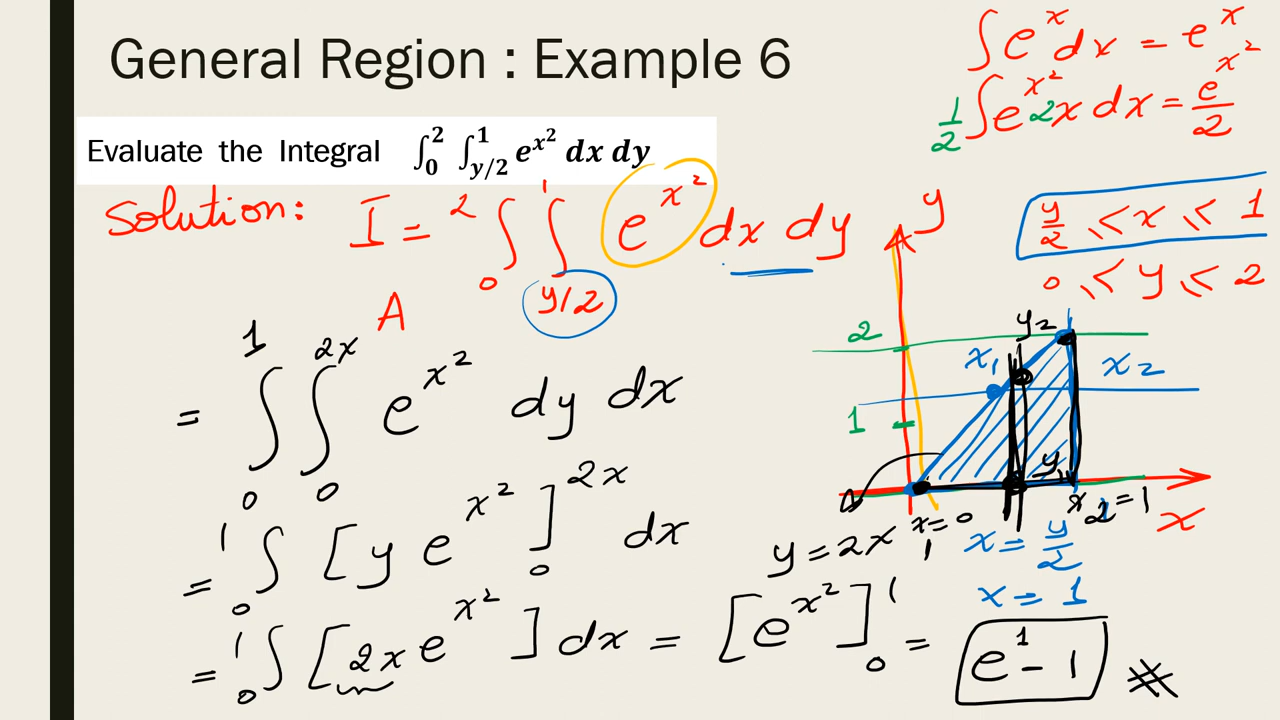 General Region : Example 6
∫e^x dx = e^x
1/2 ∫e^(x²) 2x dx = e^(x²)/2
Evaluate the Integral ∫₀² ∫_{y/2}^1 e^(x²) dx dy
Solution: I = ∫₀² ∫_{y/2}^1 e^(x²) dx dy
A
y/2 ≤ x ≤ 1
0 ≤ y ≤ 2
y
2
1
x₁
x₂
y₂
y₁
x
x=0
x₂=1
y=2x
x = y/2
x = 1
= ∫₀¹ ∫₀^{2x} e^(x²) dy dx
= ∫₀¹ [y e^(x²)]₀^{2x} dx
= ∫₀¹ [2x e^(x²)] dx = [e^(x²)]₀¹ = e¹ - 1